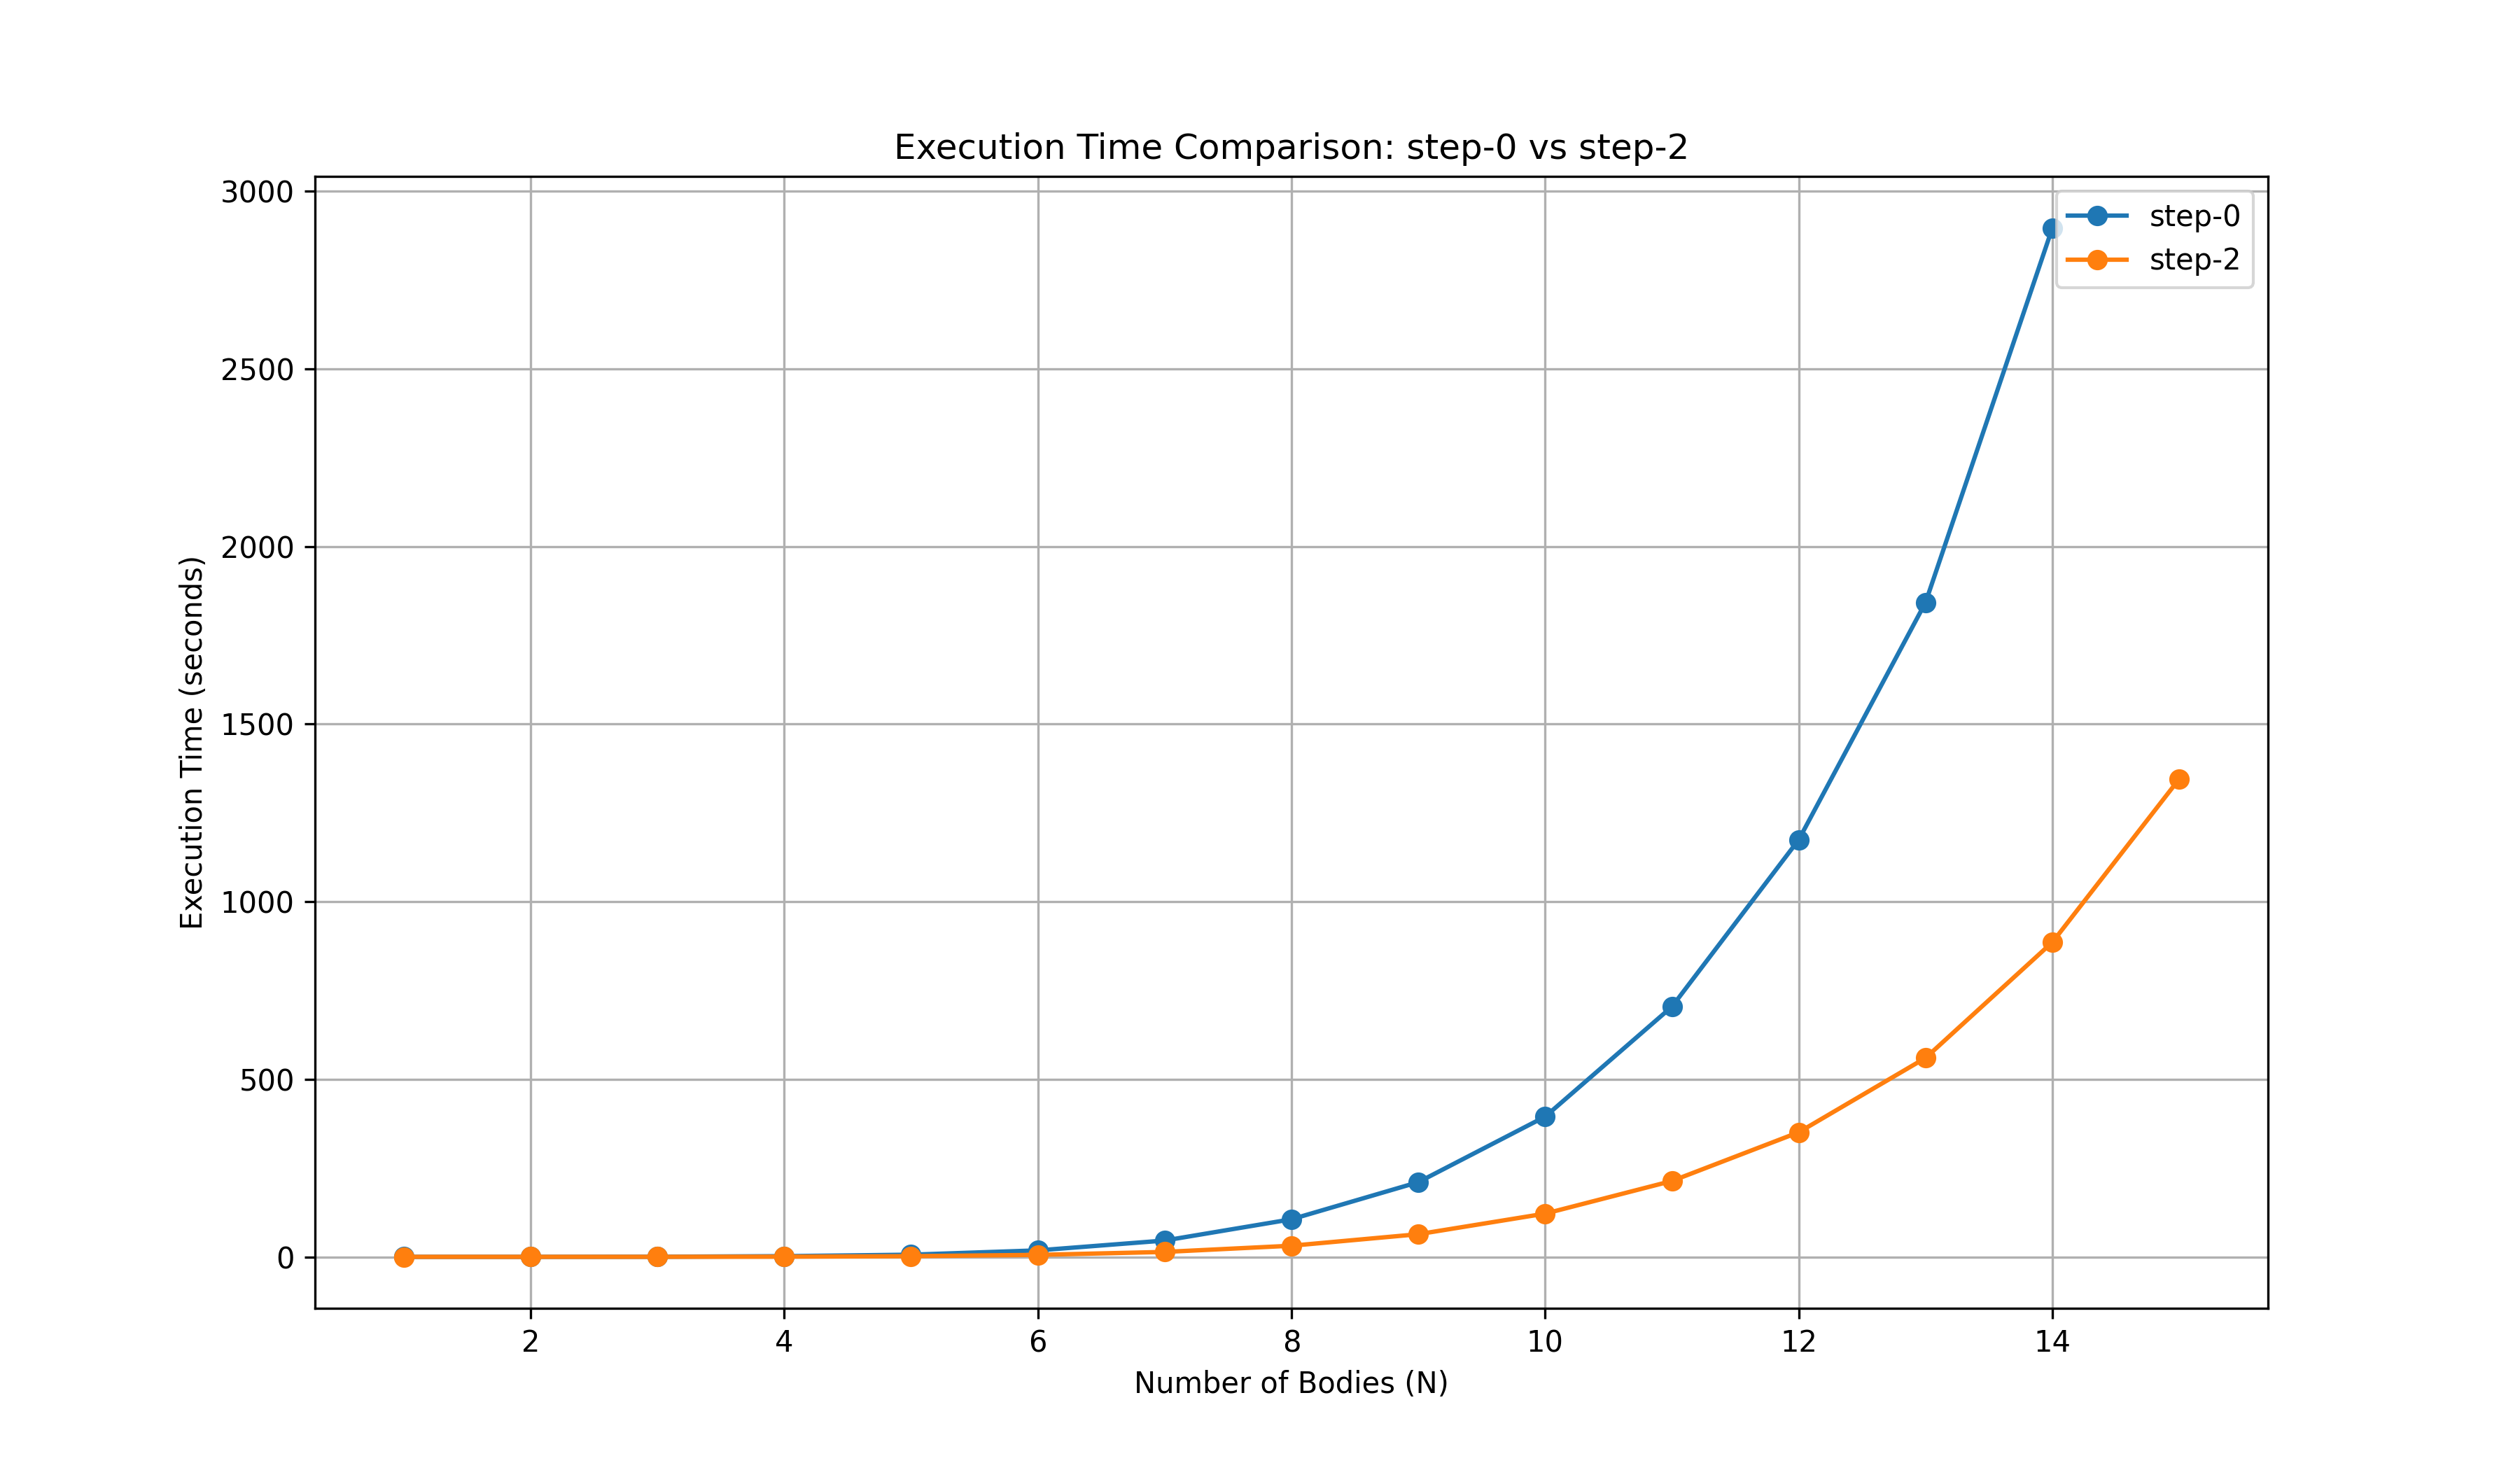 Execution Time Comparison: step-0 vs step-2
3000
2500
2000
1500
1000
500
0
Execution Time (seconds)
step-0
step-2
2 4 6 8 10 12 14
Number of Bodies (N)